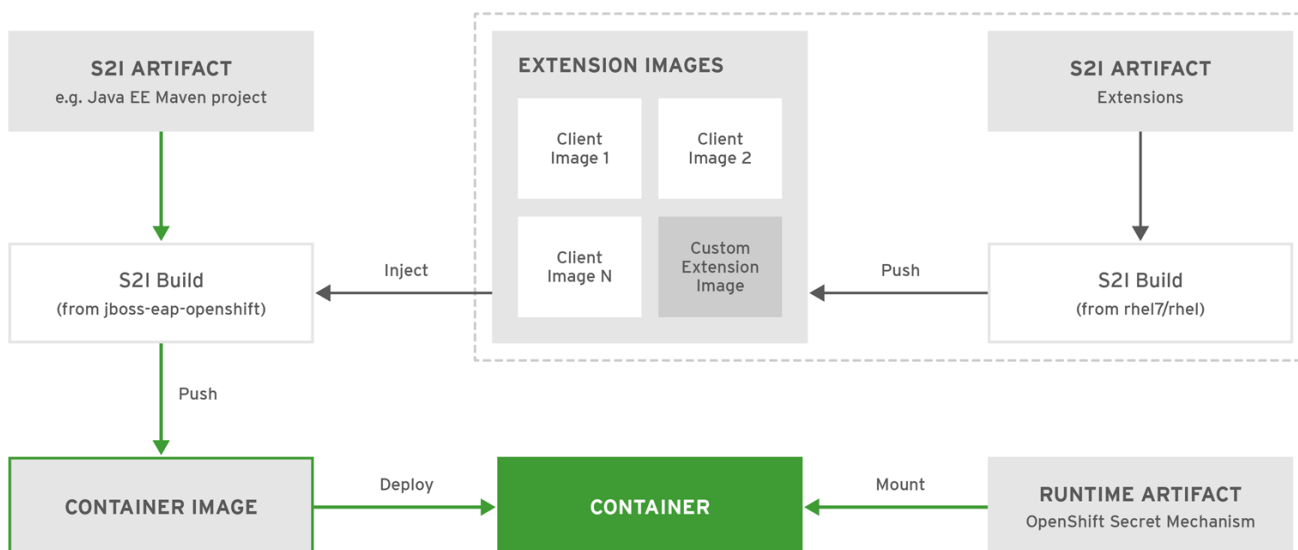 S2I ARTIFACT
e.g. Java EE Maven project
EXTENSION IMAGES
Client
Image 1
Client
Image 2
Client
Image N
Custom
Extension
Image
S2I ARTIFACT
Extensions
S2I Build
(from jboss-eap-openshift)
Inject
Push
S2I Build
(from rhel7/rhel)
Push
CONTAINER IMAGE
Deploy
CONTAINER
Mount
RUNTIME ARTIFACT
OpenShift Secret Mechanism